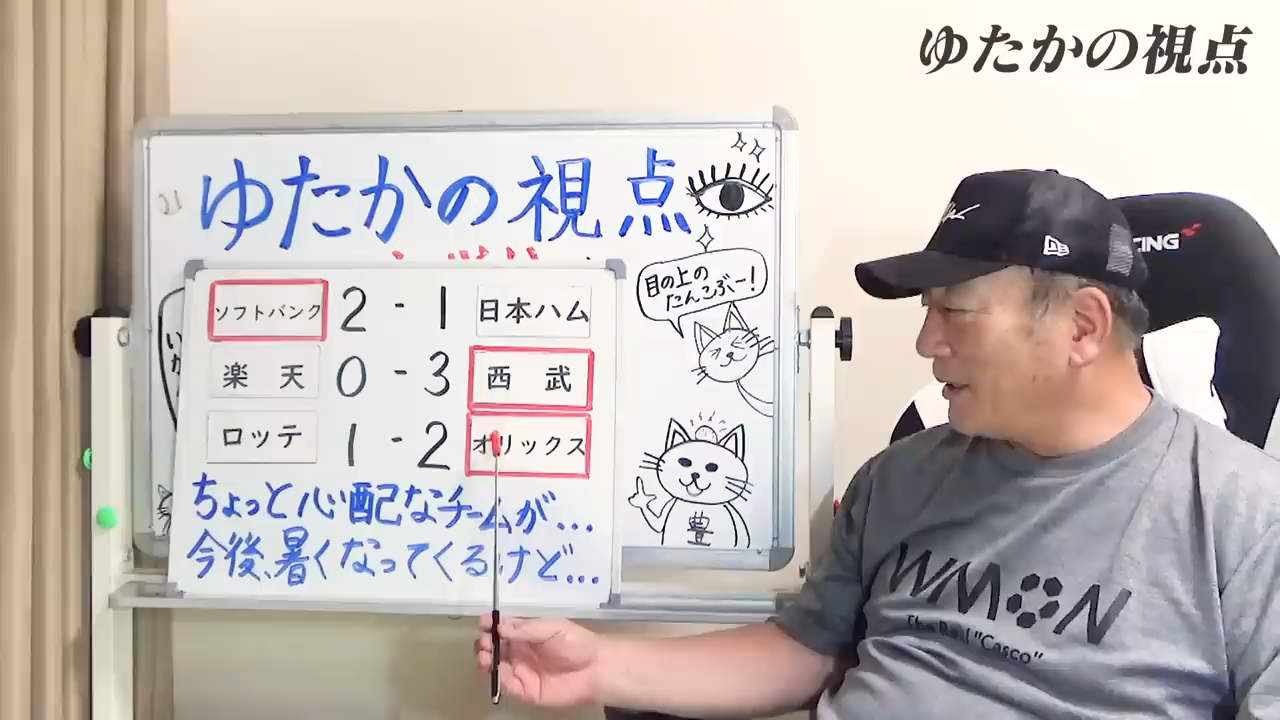 ゆたかの視点
ゆたかの視点
目の上の
たんこぶー!
ソフトバンク 2 - 1 日本ハム
楽 天 0 - 3 西 武
ロッテ 1 - 2 オリックス
ちょっと心配なチームが...
今後、暑くなってくるけど...
豊
WMON
The Real "Casco"